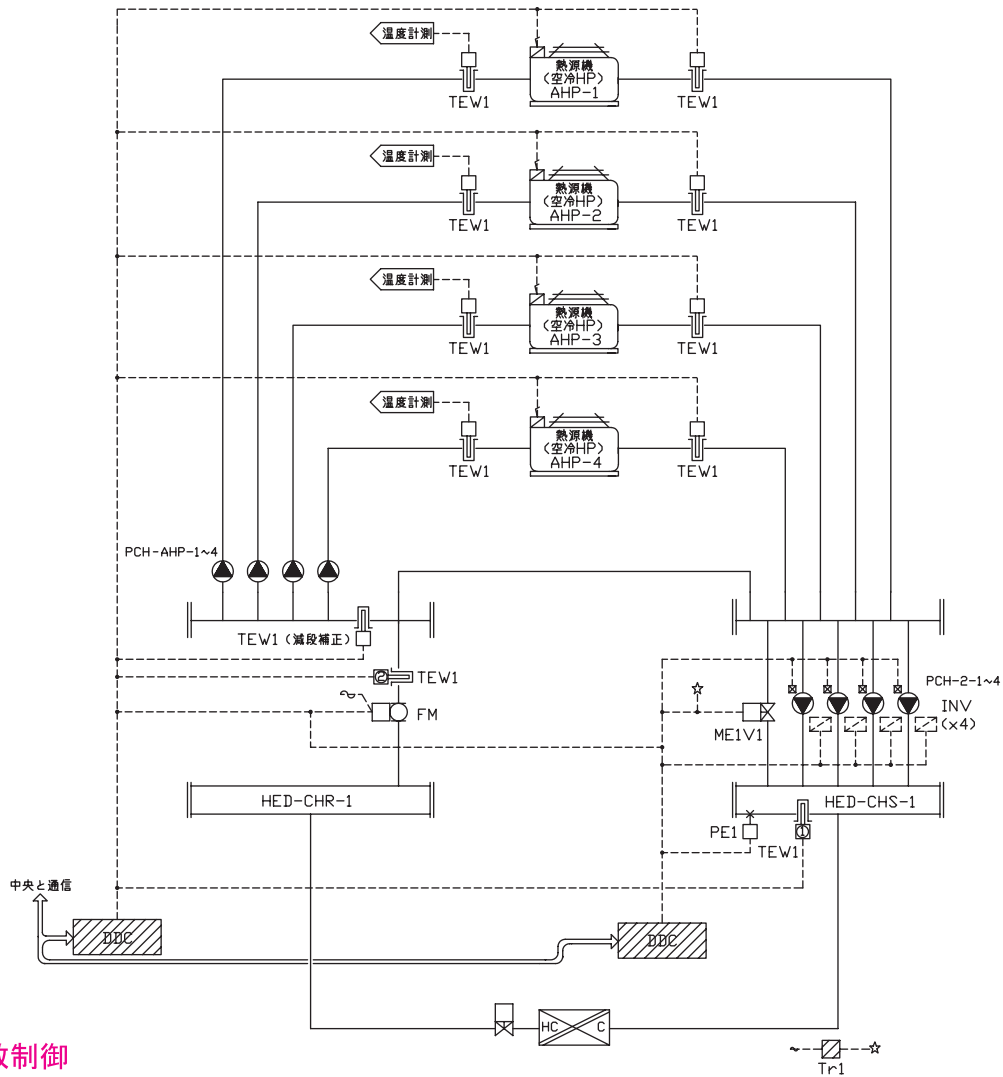 温度計測
熱源機
(空冷HP)
AHP-1
TEW1
TEW1
温度計測
熱源機
(空冷HP)
AHP-2
TEW1
TEW1
温度計測
熱源機
(空冷HP)
AHP-3
TEW1
TEW1
温度計測
熱源機
(空冷HP)
AHP-4
TEW1
TEW1
PCH-AHP-1~4
TEW1(減段補正)
2 TEW1
FM
PCH-2-1~4
INV
(x4)
ME1V1
HED-CHR-1
HED-CHS-1
PE1
1
TEW1
中央と通信
DDC
DDC
HC C
Tr1
制御